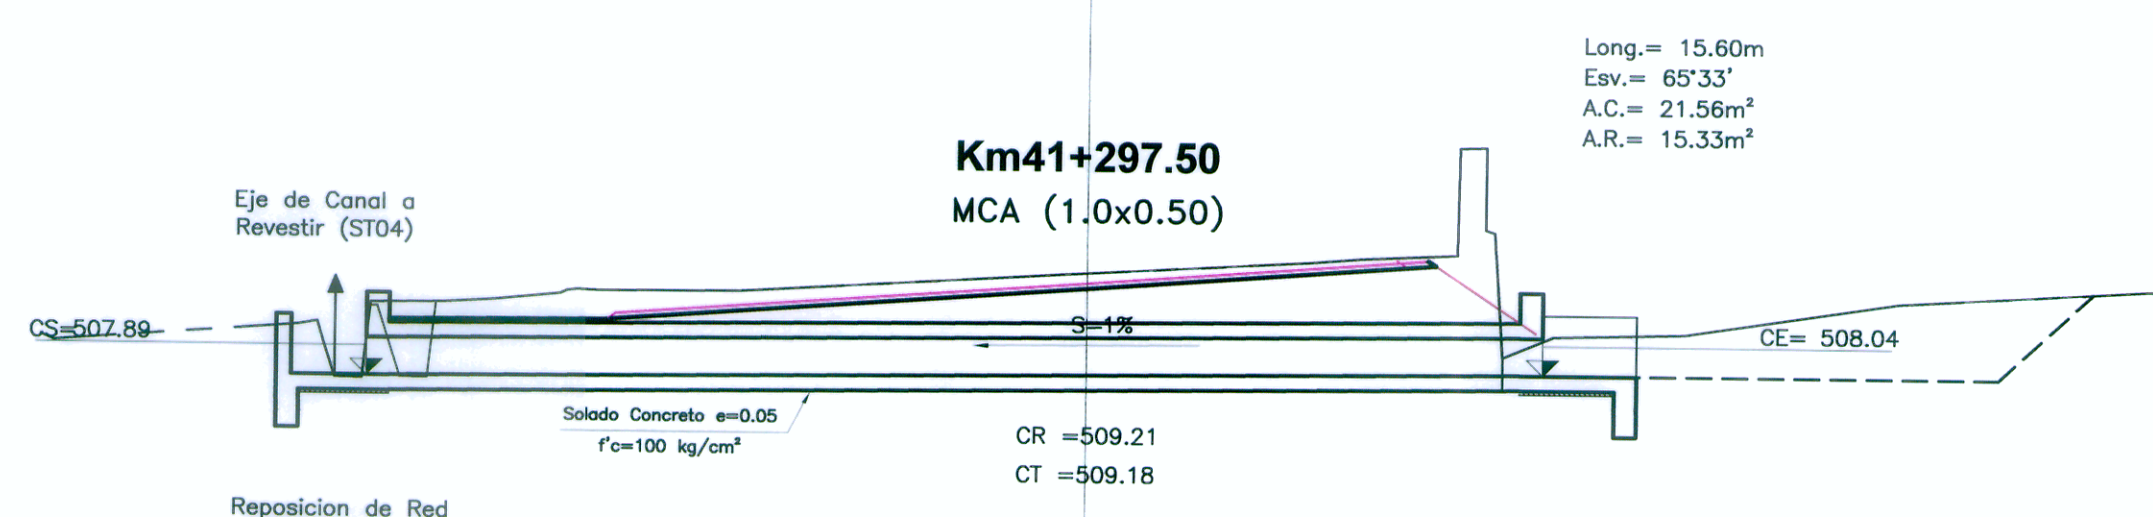 Long.= 15.60m
Esv.= 65°33'
A.C.= 21.56m²
A.R.= 15.33m²
Km41+297.50
MCA (1.0x0.50)
Eje de Canal a
Revestir (ST04)
CS=507.89
S=1%
CE= 508.04
Solado Concreto e=0.05
f'c=100 kg/cm²
CR =509.21
CT =509.18
Reposicion de Red